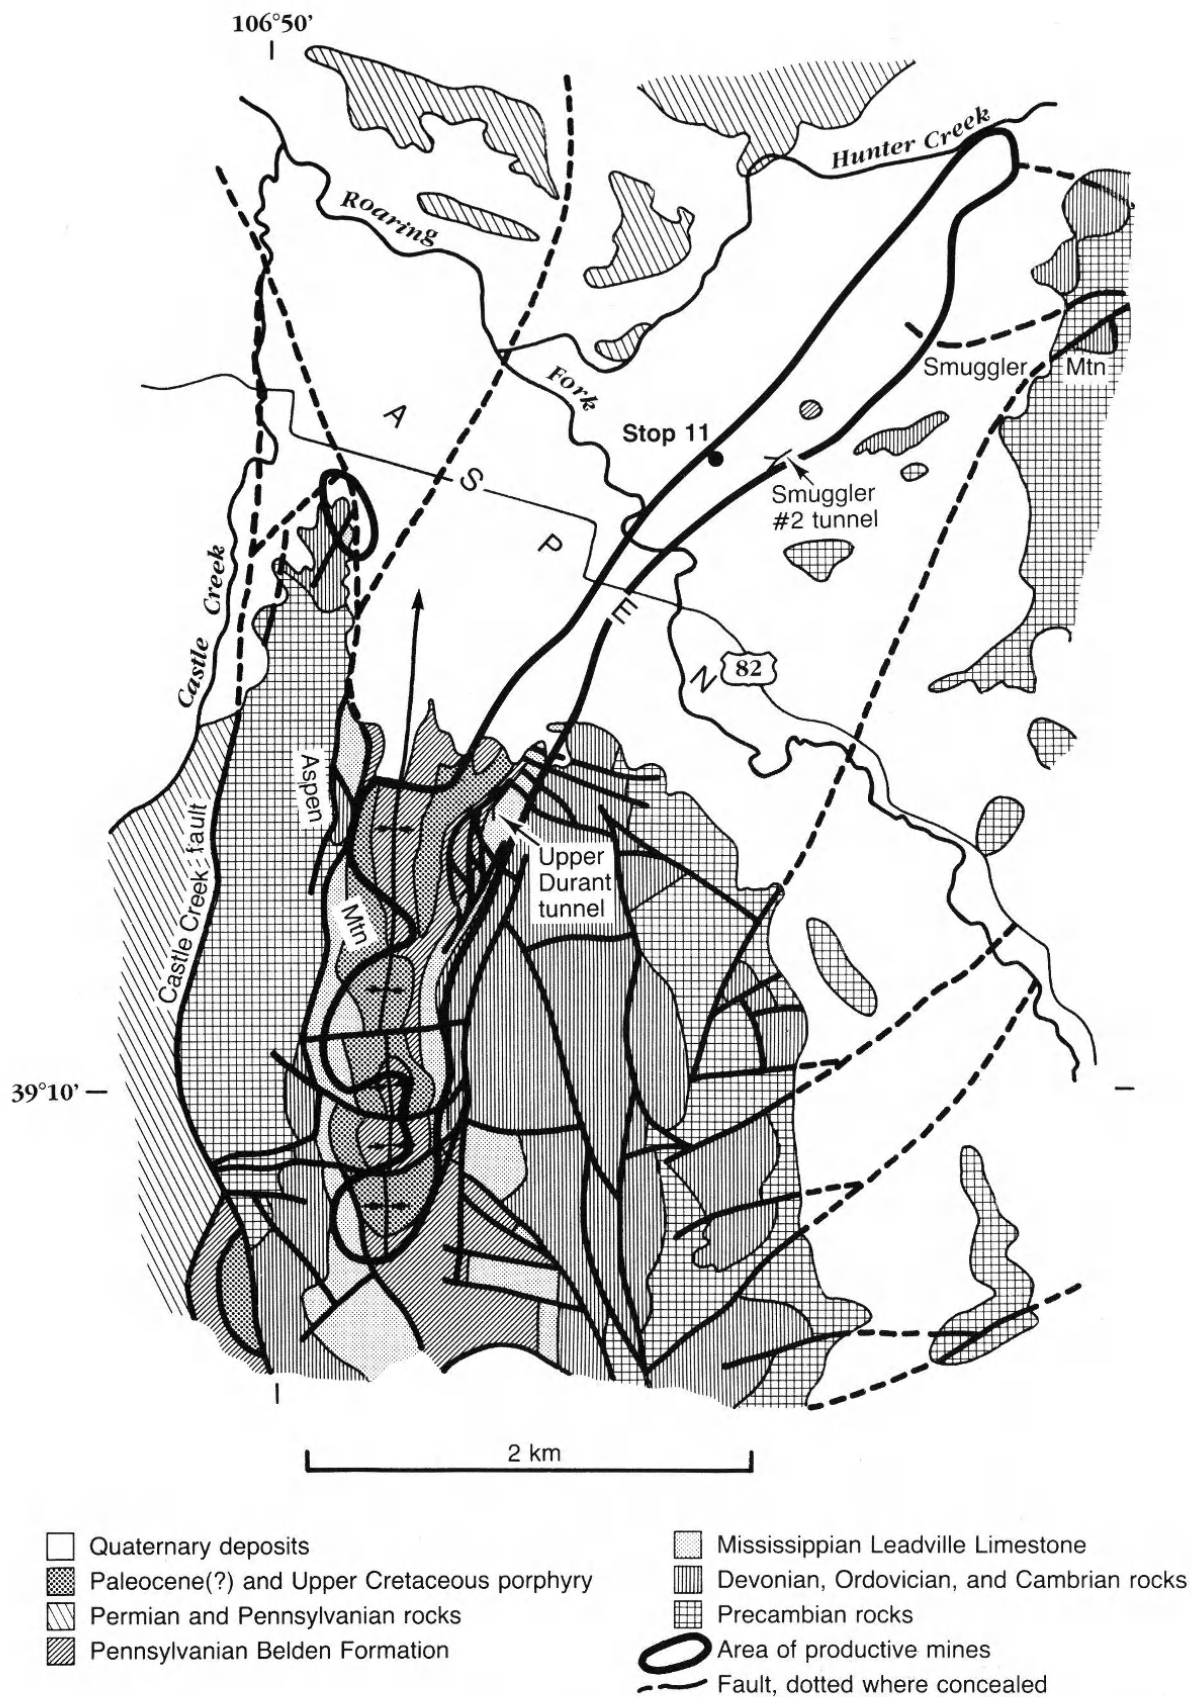 106°50'
Hunter Creek
Roaring
Fork
Smuggler Mtn
A
S
P
E
N
Stop 11
Smuggler
#2 tunnel
82
Castle Creek
Aspen
Mtn
Castle Creek fault
Upper
Durant
tunnel
39°10'
2 km
Quaternary deposits
Paleocene(?) and Upper Cretaceous porphyry
Permian and Pennsylvanian rocks
Pennsylvanian Belden Formation
Mississippian Leadville Limestone
Devonian, Ordovician, and Cambrian rocks
Precambian rocks
Area of productive mines
Fault, dotted where concealed